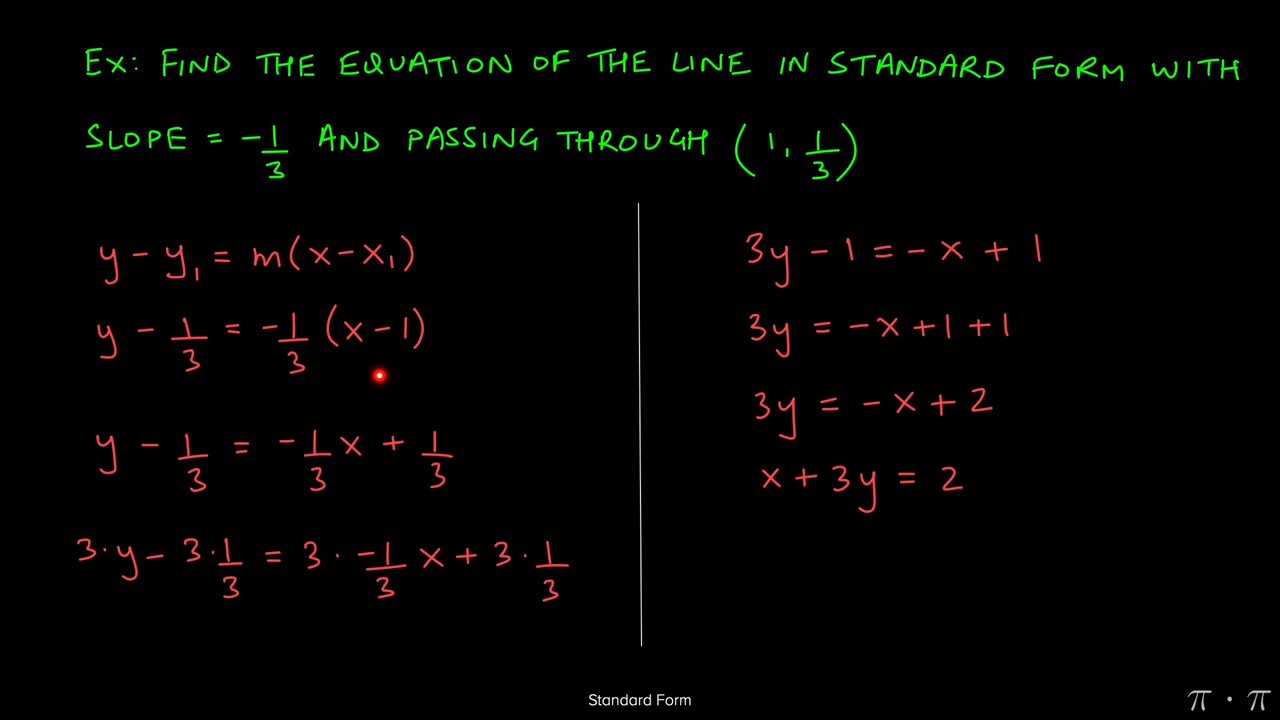 EX: FIND THE EQUATION OF THE LINE IN STANDARD FORM WITH
SLOPE = -1/3 AND PASSING THROUGH (1, 1/3)
y - y₁ = m(x - x₁)
y - 1/3 = -1/3 (x - 1)
y - 1/3 = -1/3 x + 1/3
3·y - 3·1/3 = 3·-1/3 x + 3·1/3
3y - 1 = -x + 1
3y = -x + 1 + 1
3y = -x + 2
x + 3y = 2
Standard Form
π · π